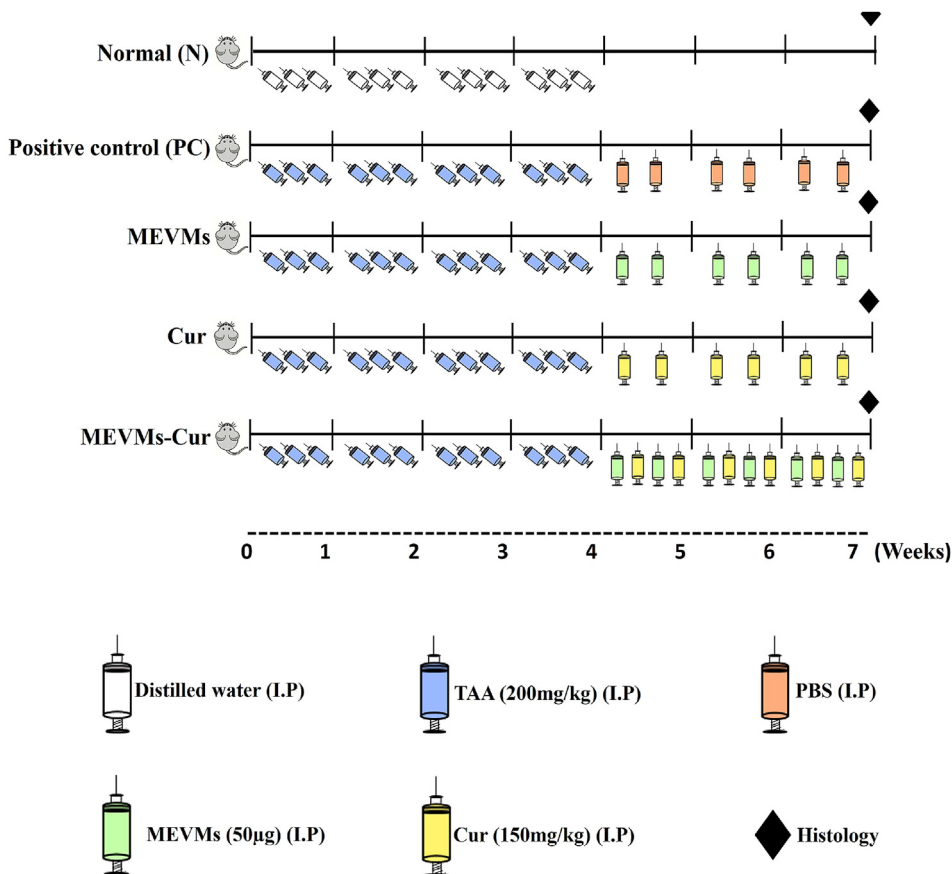 Normal (N)
Positive control (PC)
MEVMs
Cur
MEVMs-Cur
0 1 2 3 4 5 6 7 (Weeks)
Distilled water (I.P) TAA (200mg/kg) (I.P) PBS (I.P)
MEVMs (50μg) (I.P) Cur (150mg/kg) (I.P) Histology